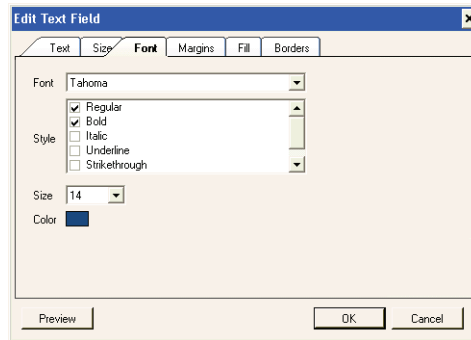 Edit Text Field
Text Size Font Margins Fill Borders
Font Tahoma
Style
Regular
Bold
Italic
Underline
Strikethrough
Size 14
Color
Preview OK Cancel